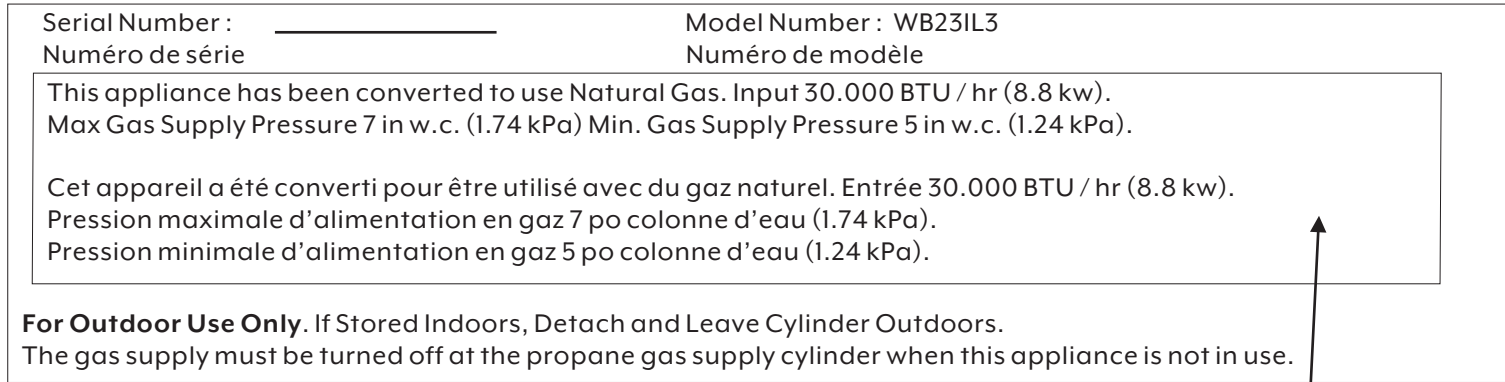 Serial Number : Model Number : WB23IL3
Numéro de série Numéro de modèle
This appliance has been converted to use Natural Gas. Input 30.000 BTU / hr (8.8 kw).
Max Gas Supply Pressure 7 in w.c. (1.74 kPa) Min. Gas Supply Pressure 5 in w.c. (1.24 kPa).
Cet appareil a été converti pour être utilisé avec du gaz naturel. Entrée 30.000 BTU / hr (8.8 kw).
Pression maximale d’alimentation en gaz 7 po colonne d’eau (1.74 kPa).
Pression minimale d’alimentation en gaz 5 po colonne d’eau (1.24 kPa).
For Outdoor Use Only. If Stored Indoors, Detach and Leave Cylinder Outdoors.
The gas supply must be turned off at the propane gas supply cylinder when this appliance is not in use.